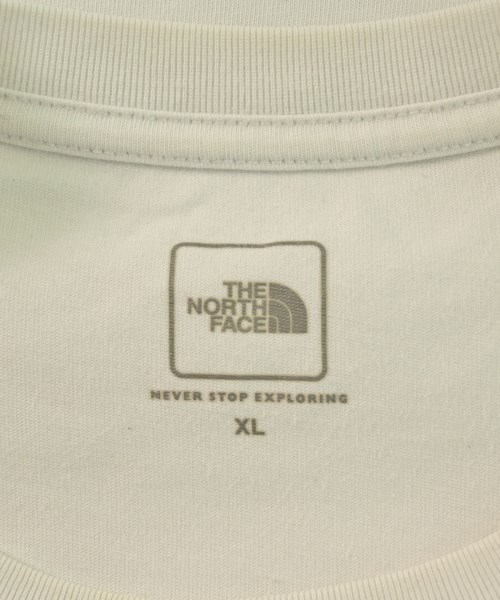 THE
NORTH
FACE
NEVER STOP EXPLORING
XL